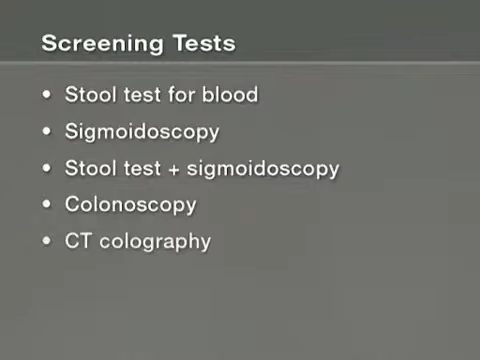 Screening Tests
• Stool test for blood
• Sigmoidoscopy
• Stool test + sigmoidoscopy
• Colonoscopy
• CT colography